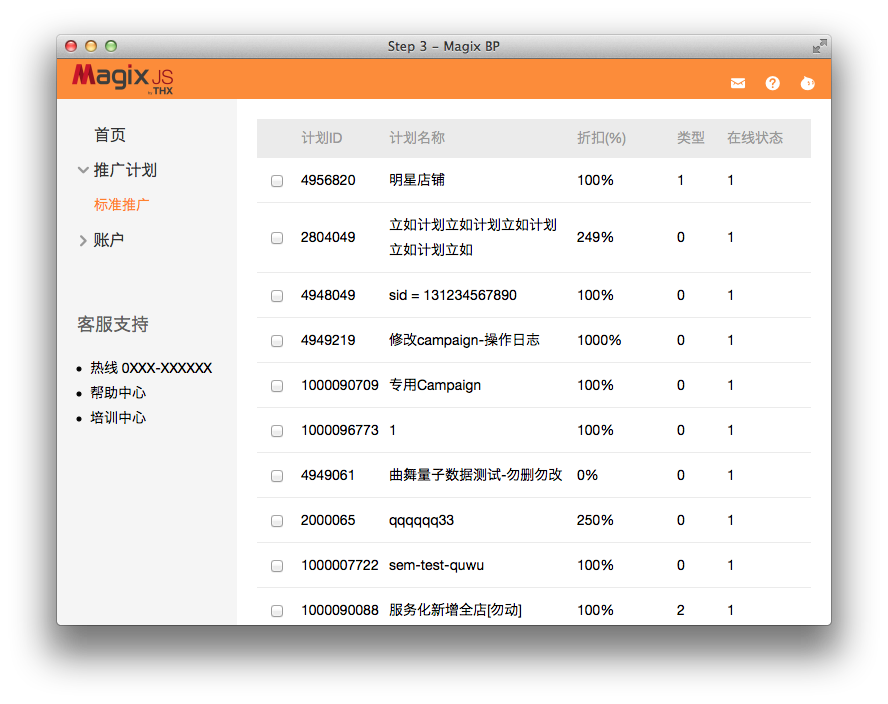 Step 3 – Magix BP
Magix JS
by THX
首页
推广计划
标准推广
账户
客服支持
热线 0XXX-XXXXXX
帮助中心
培训中心
计划ID 计划名称 折扣(%) 类型 在线状态
4956820 明星店铺 100% 1 1
2804049 立如计划立如计划立如计划 249% 0 1
立如计划立如
4948049 sid = 131234567890 100% 0 1
4949219 修改campaign-操作日志 1000% 0 1
1000090709 专用Campaign 100% 0 1
1000096773 1 100% 0 1
4949061 曲舞量子数据测试-勿删勿改 0% 0 1
2000065 qqqqqq33 250% 0 1
1000007722 sem-test-quwu 100% 0 1
1000090088 服务化新增全店[勿动] 100% 2 1